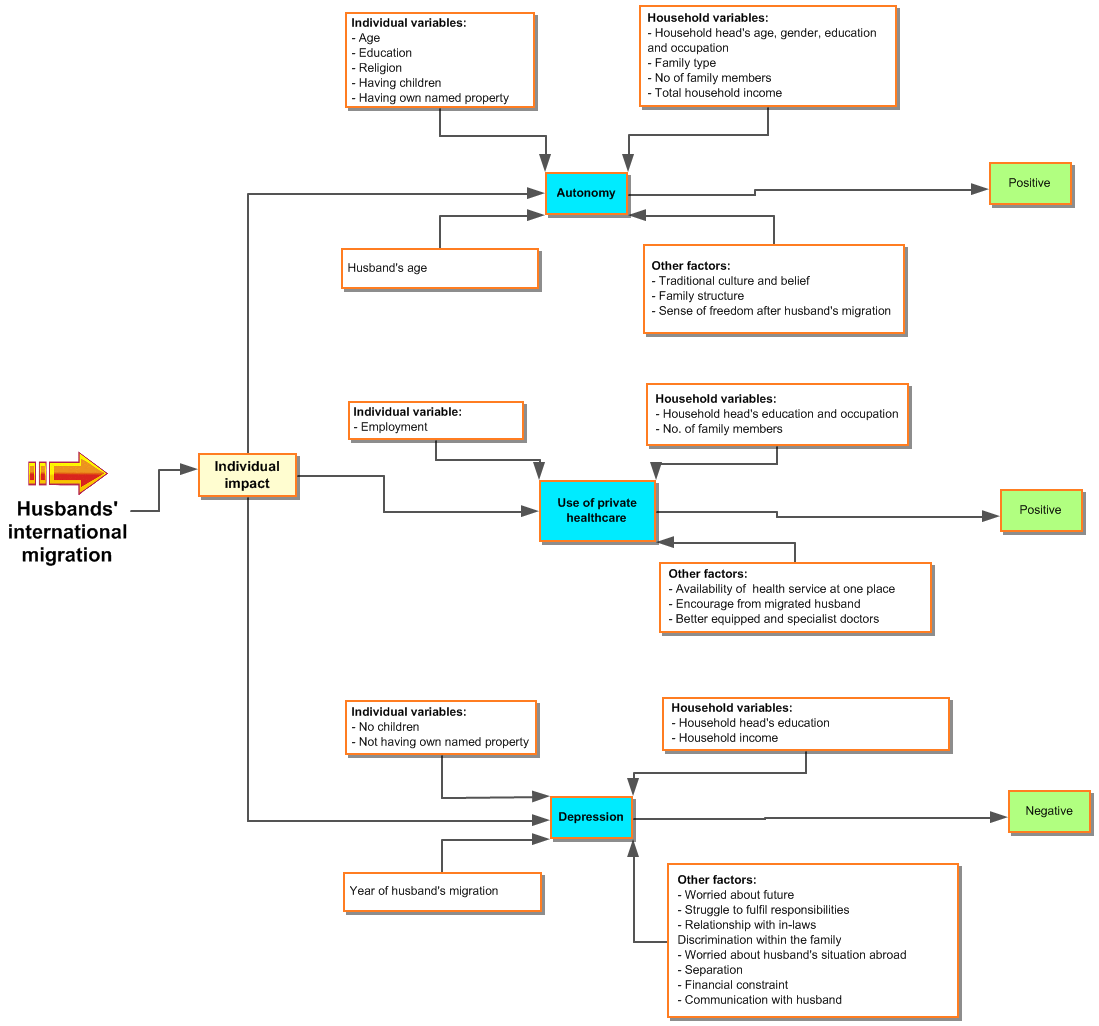 Individual variables:
- Age
- Education
- Religion
- Having children
- Having own named property
Household variables:
- Household head's age, gender, education
and occupation
- Family type
- No of family members
- Total household income
Autonomy
Positive
Husband's age
Other factors:
- Traditional culture and belief
- Family structure
- Sense of freedom after husband's migration
Individual variable:
- Employment
Household variables:
- Household head's education and occupation
- No. of family members
Husbands'
international
migration
Individual
impact
Use of private
healthcare
Positive
Other factors:
- Availability of  health service at one place
- Encourage from migrated husband
- Better equipped and specialist doctors
Individual variables:
- No children
- Not having own named property
Household variables:
- Household head's education
- Household income
Depression
Negative
Year of husband's migration
Other factors:
- Worried about future
- Struggle to fulfil responsibilities
- Relationship with in-laws
Discrimination within the family
- Worried about husband's situation abroad
- Separation
- Financial constraint
- Communication with husband